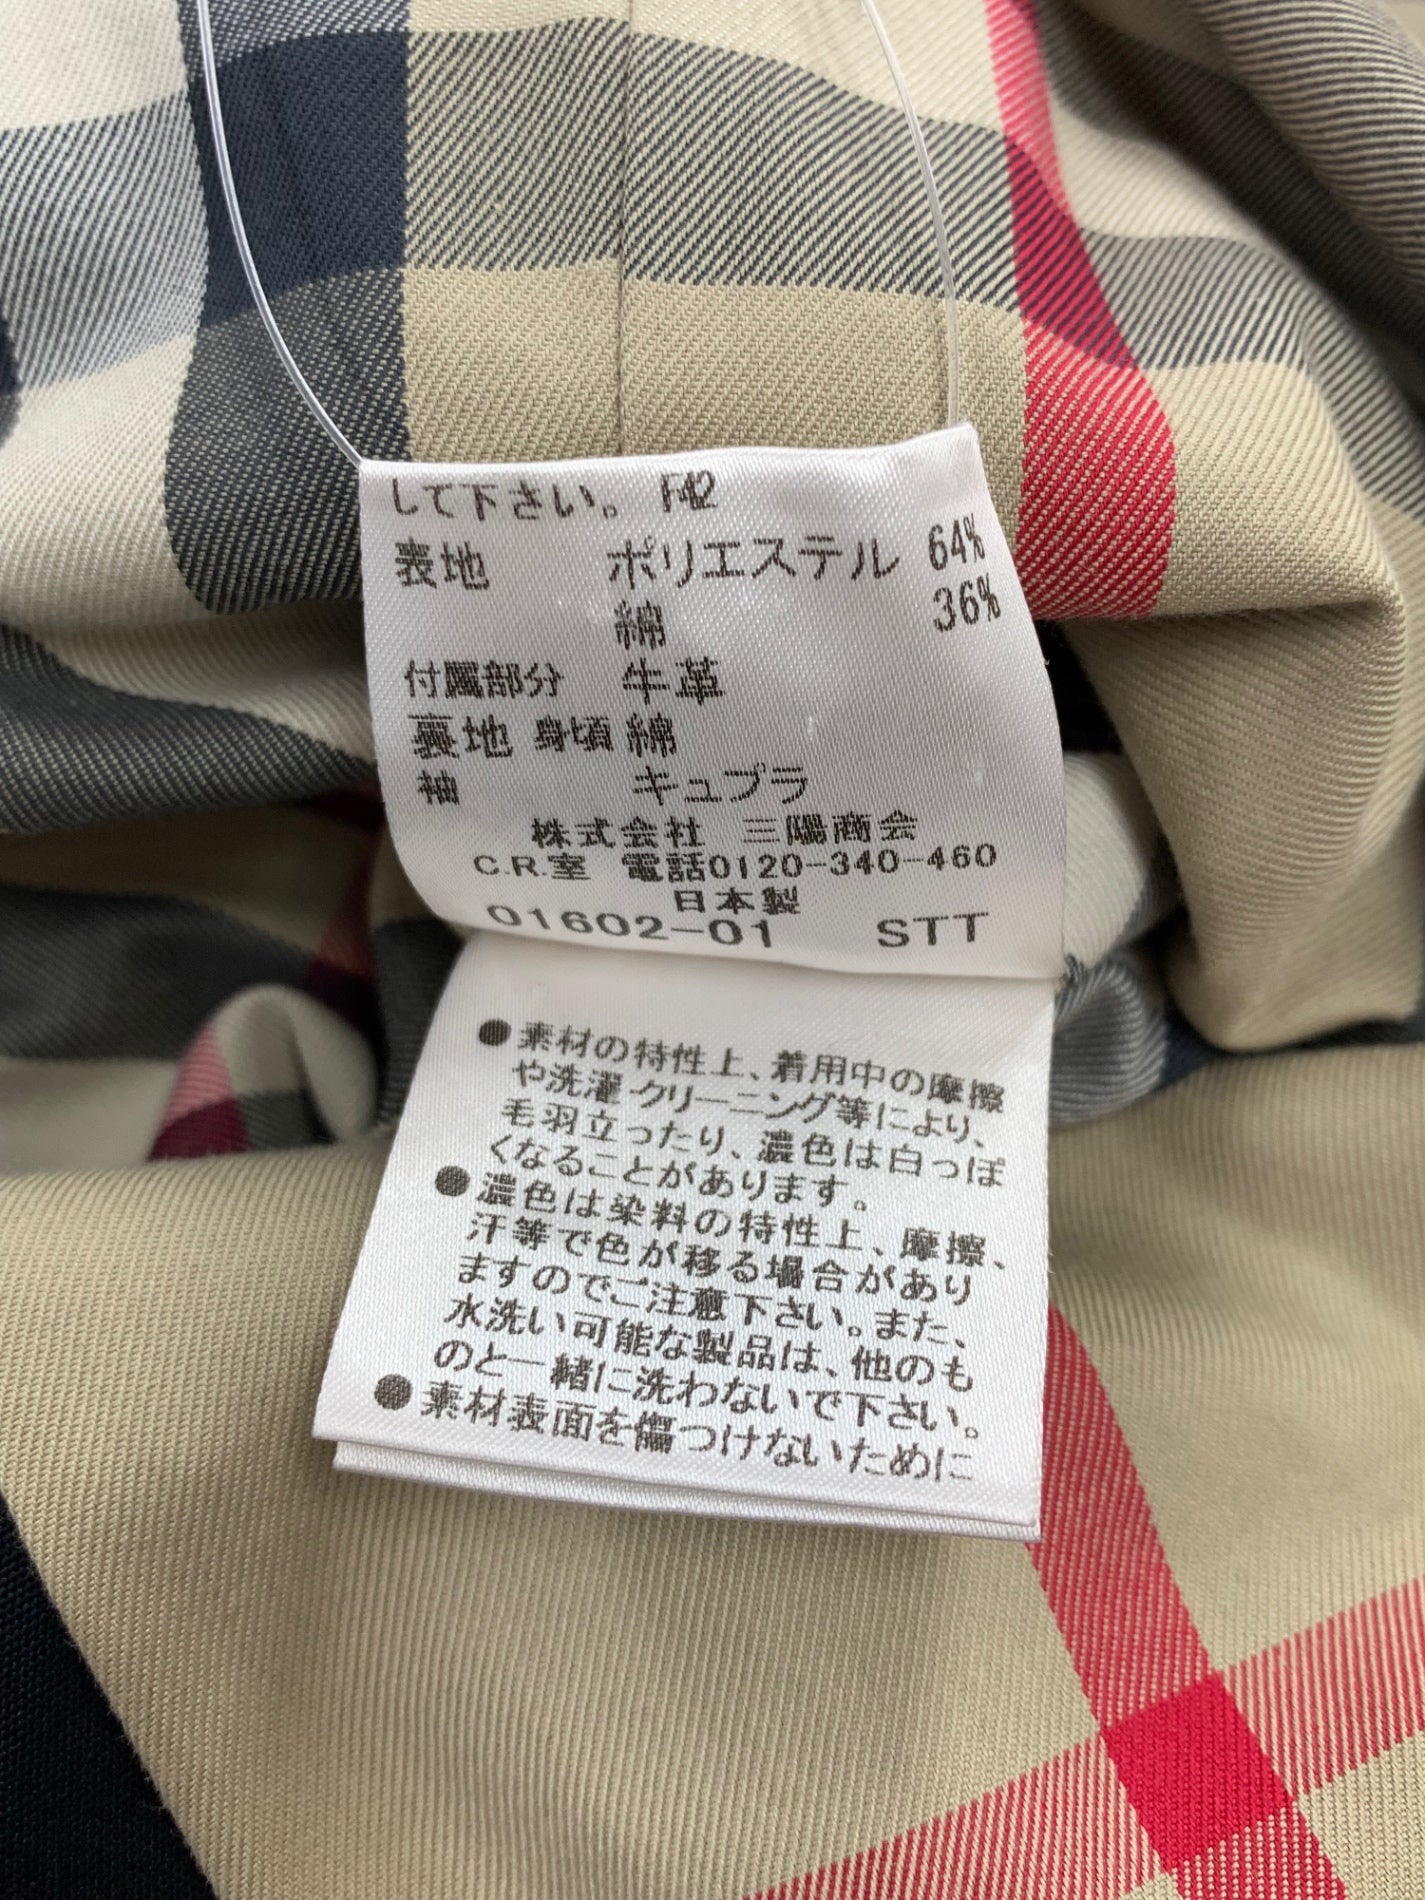 して下さい。 F42
表地 ポリエステル 64%
綿 36%
付属部分 牛革
裏地 身頃 綿
袖 キュプラ
株式会社 三陽商会
C.R.室 電話0120-340-460
日本製
01602-01 STT
●素材の特性上、着用中の摩擦
や洗濯・クリーニング等により、
毛羽立ったり、濃色は白っぽ
くなることがあります。
●濃色は染料の特性上、摩擦、
汗等で色が移る場合があり
ますのでご注意下さい。また、
水洗い可能な製品は、他のも
のと一緒に洗わないで下さい。
●素材表面を傷つけないために